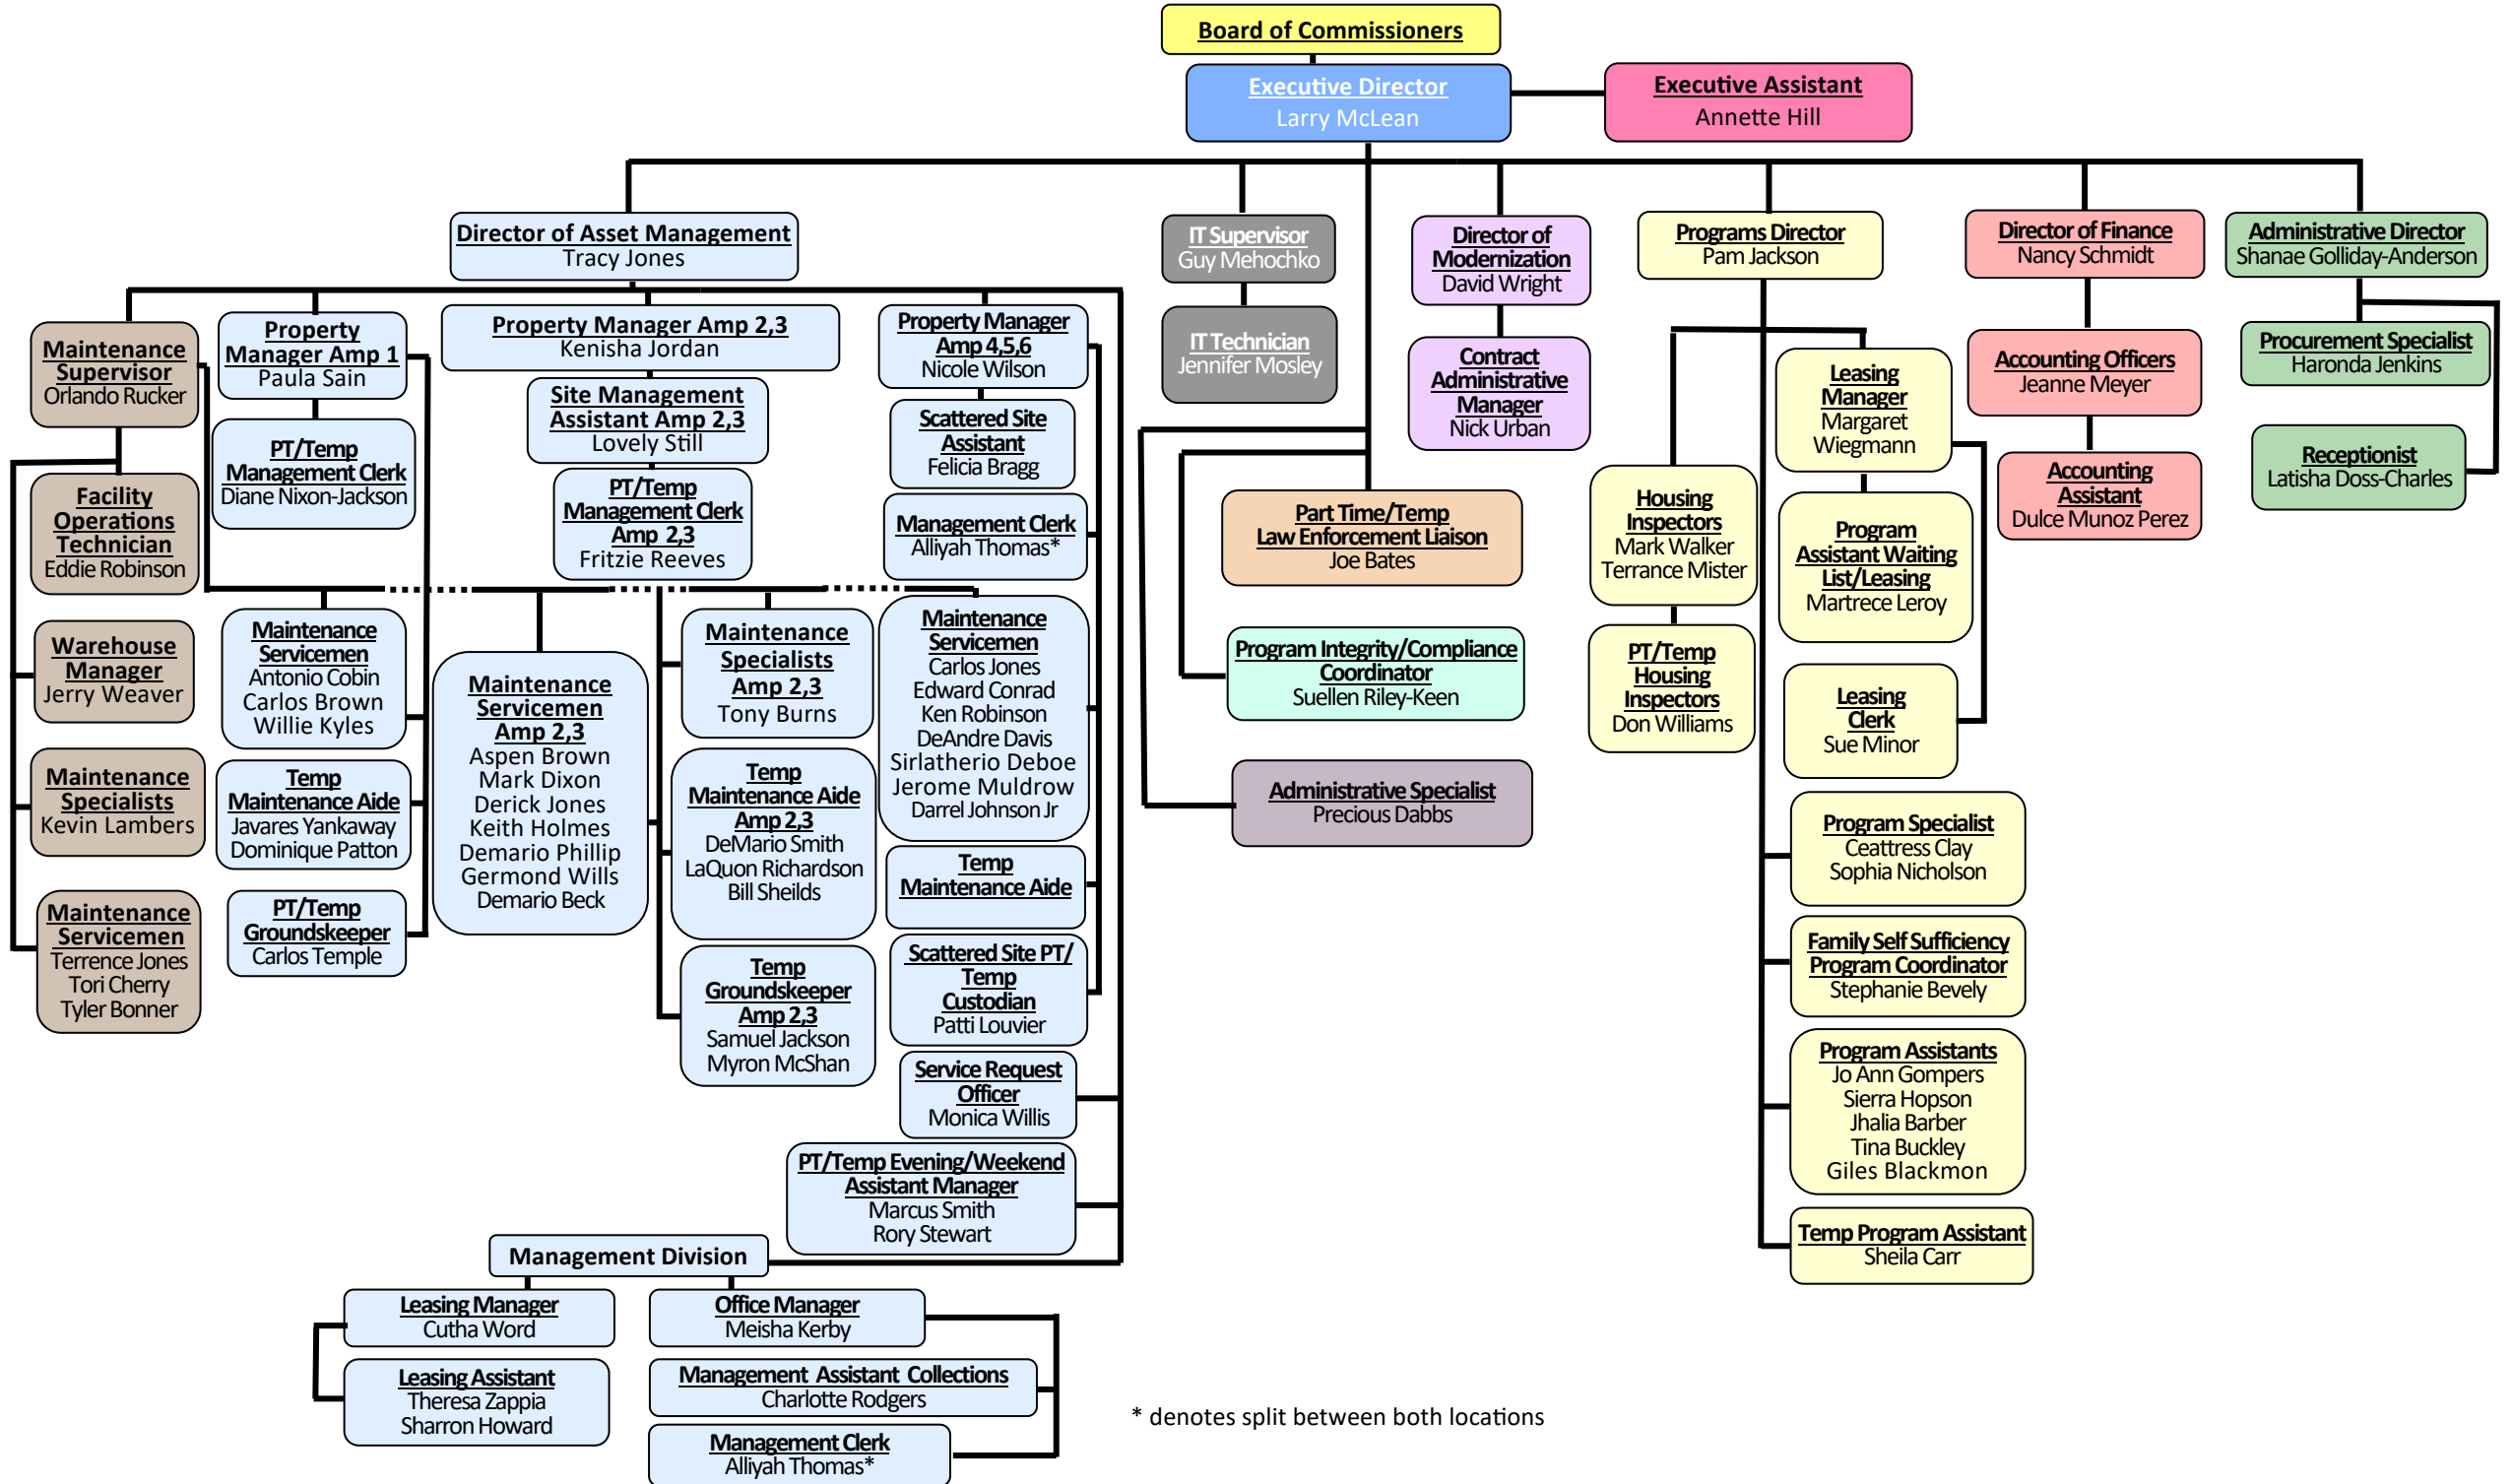 Board of Commissioners
Executive Director
Larry McLean
Executive Assistant
Annette Hill
Director of Asset Management
Tracy Jones
IT Supervisor
Guy Mehochko
IT Technician
Jennifer Mosley
Director of
Modernization
David Wright
Contract
Administrative
Manager
Nick Urban
Programs Director
Pam Jackson
Director of Finance
Nancy Schmidt
Administrative Director
Shanae Golliday-Anderson
Maintenance
Supervisor
Orlando Rucker
Facility
Operations
Technician
Eddie Robinson
Warehouse
Manager
Jerry Weaver
Maintenance
Specialists
Kevin Lambers
Maintenance
Servicemen
Terrence Jones
Tori Cherry
Tyler Bonner
Property
Manager Amp 1
Paula Sain
PT/Temp
Management Clerk
Diane Nixon-Jackson
Maintenance
Servicemen
Antonio Cobin
Carlos Brown
Willie Kyles
Temp
Maintenance Aide
Javares Yankaway
Dominique Patton
PT/Temp
Groundskeeper
Carlos Temple
Property Manager Amp 2,3
Kenisha Jordan
Site Management
Assistant Amp 2,3
Lovely Still
PT/Temp
Management Clerk
Amp 2,3
Fritzie Reeves
Maintenance
Servicemen
Amp 2,3
Aspen Brown
Mark Dixon
Derick Jones
Keith Holmes
Demario Phillip
Germond Wills
Demario Beck
Maintenance
Specialists
Amp 2,3
Tony Burns
Temp
Maintenance Aide
Amp 2,3
DeMario Smith
LaQuon Richardson
Bill Sheilds
Temp
Groundskeeper
Amp 2,3
Samuel Jackson
Myron McShan
Property Manager
Amp 4,5,6
Nicole Wilson
Scattered Site
Assistant
Felicia Bragg
Management Clerk
Alliyah Thomas*
Maintenance
Servicemen
Carlos Jones
Edward Conrad
Ken Robinson
DeAndre Davis
Sirlatherio Deboe
Jerome Muldrow
Darrel Johnson Jr
Temp
Maintenance Aide
Scattered Site PT/
Temp
Custodian
Patti Louvier
Service Request
Officer
Monica Willis
PT/Temp Evening/Weekend
Assistant Manager
Marcus Smith
Rory Stewart
Management Division
Leasing Manager
Cutha Word
Leasing Assistant
Theresa Zappia
Sharron Howard
Office Manager
Meisha Kerby
Management Assistant Collections
Charlotte Rodgers
Management Clerk
Alliyah Thomas*
Part Time/Temp
Law Enforcement Liaison
Joe Bates
Program Integrity/Compliance
Coordinator
Suellen Riley-Keen
Administrative Specialist
Precious Dabbs
Housing
Inspectors
Mark Walker
Terrance Mister
PT/Temp
Housing
Inspectors
Don Williams
Leasing
Manager
Margaret
Wiegmann
Program
Assistant Waiting
List/Leasing
Martrece Leroy
Leasing
Clerk
Sue Minor
Program Specialist
Ceattress Clay
Sophia Nicholson
Family Self Sufficiency
Program Coordinator
Stephanie Bevely
Program Assistants
Jo Ann Gompers
Sierra Hopson
Jhalia Barber
Tina Buckley
Giles Blackmon
Temp Program Assistant
Sheila Carr
Accounting Officers
Jeanne Meyer
Accounting
Assistant
Dulce Munoz Perez
Procurement Specialist
Haronda Jenkins
Receptionist
Latisha Doss-Charles
* denotes split between both locations